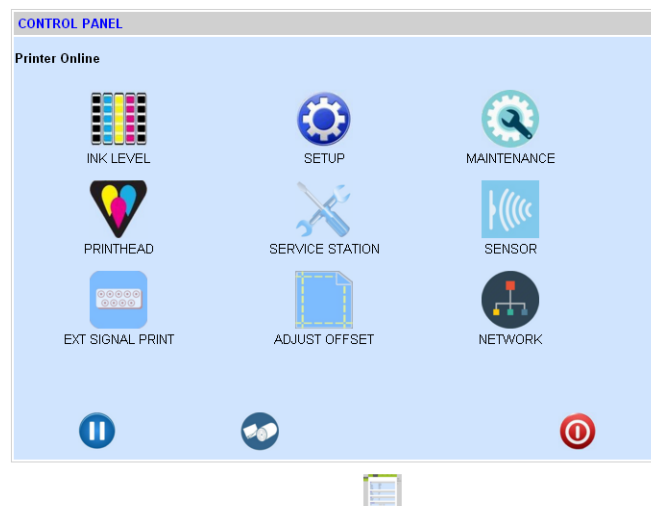 CONTROL PANEL
Printer Online
INK LEVEL
SETUP
MAINTENANCE
PRINTHEAD
SERVICE STATION
SENSOR
EXT SIGNAL PRINT
ADJUST OFFSET
NETWORK